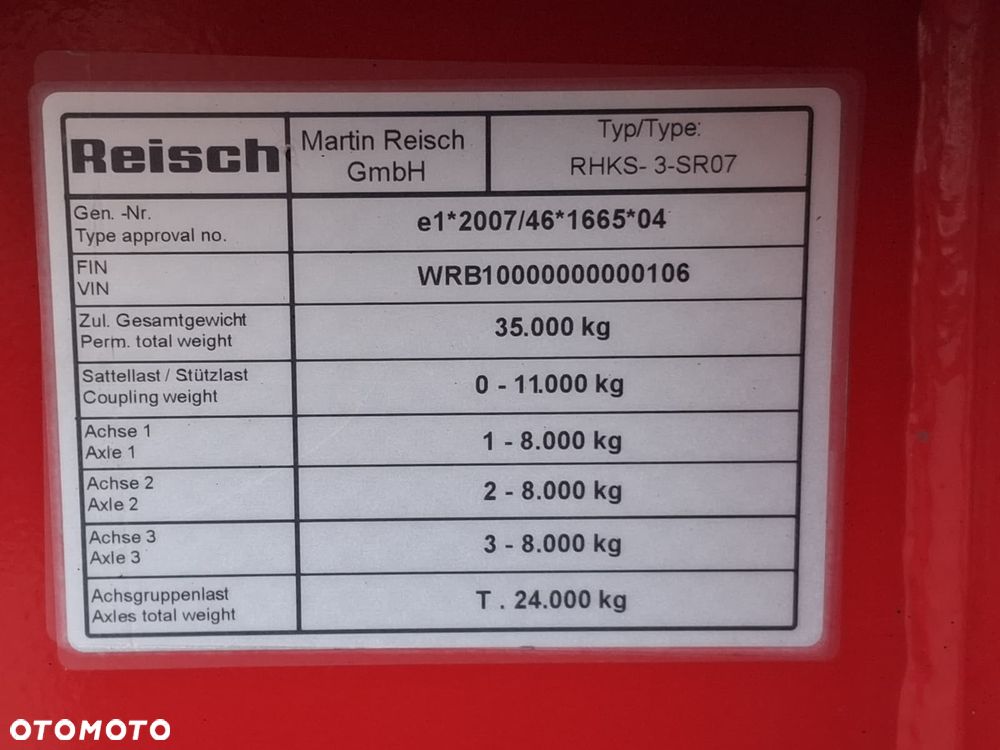 Reisch
Martin Reisch
GmbH
Typ/Type:
RHKS- 3-SR07
Gen. -Nr.
Type approval no.
e1*2007/46*1665*04
FIN
VIN
WRB10000000000106
Zul. Gesamtgewicht
Perm. total weight
35.000 kg
Sattellast / Stützlast
Coupling weight
0 - 11.000 kg
Achse 1
Axle 1
1 - 8.000 kg
Achse 2
Axle 2
2 - 8.000 kg
Achse 3
Axle 3
3 - 8.000 kg
Achsgruppenlast
Axles total weight
T . 24.000 kg
OTOMOTO